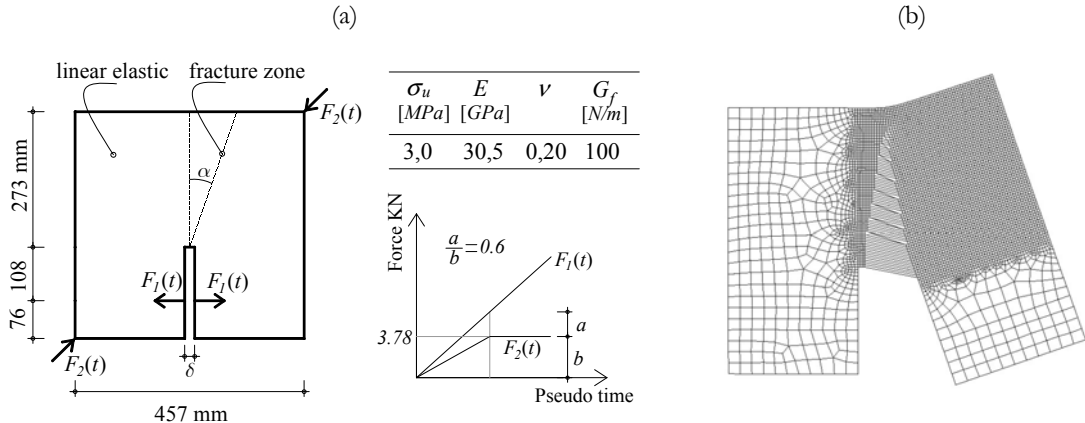 (a)
(b)
linear elastic
fracture zone
F2(t)
α
273 mm
108
76
F1(t)
F1(t)
F2(t)
δ
457 mm
σu E ν Gf
[MPa] [GPa] [N/m]
3,0 30,5 0,20 100
Force KN
a/b=0.6
F1(t)
3.78
F2(t)
a
b
Pseudo time